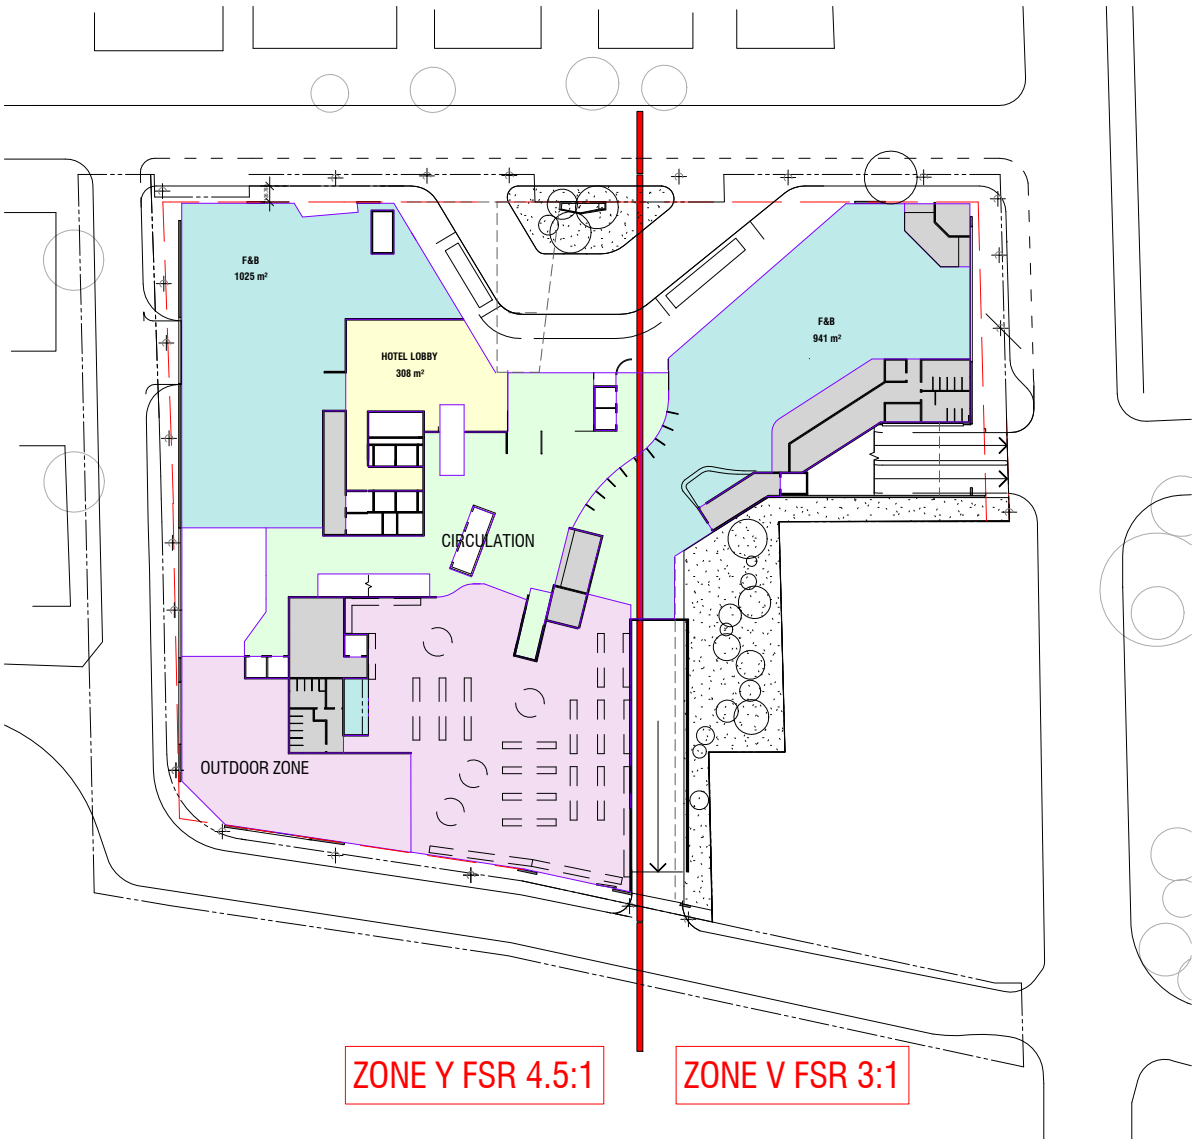 F&B
1025 m²
HOTEL LOBBY
308 m²
F&B
941 m²
CIRCULATION
OUTDOOR ZONE
ZONE Y FSR 4.5:1
ZONE V FSR 3:1